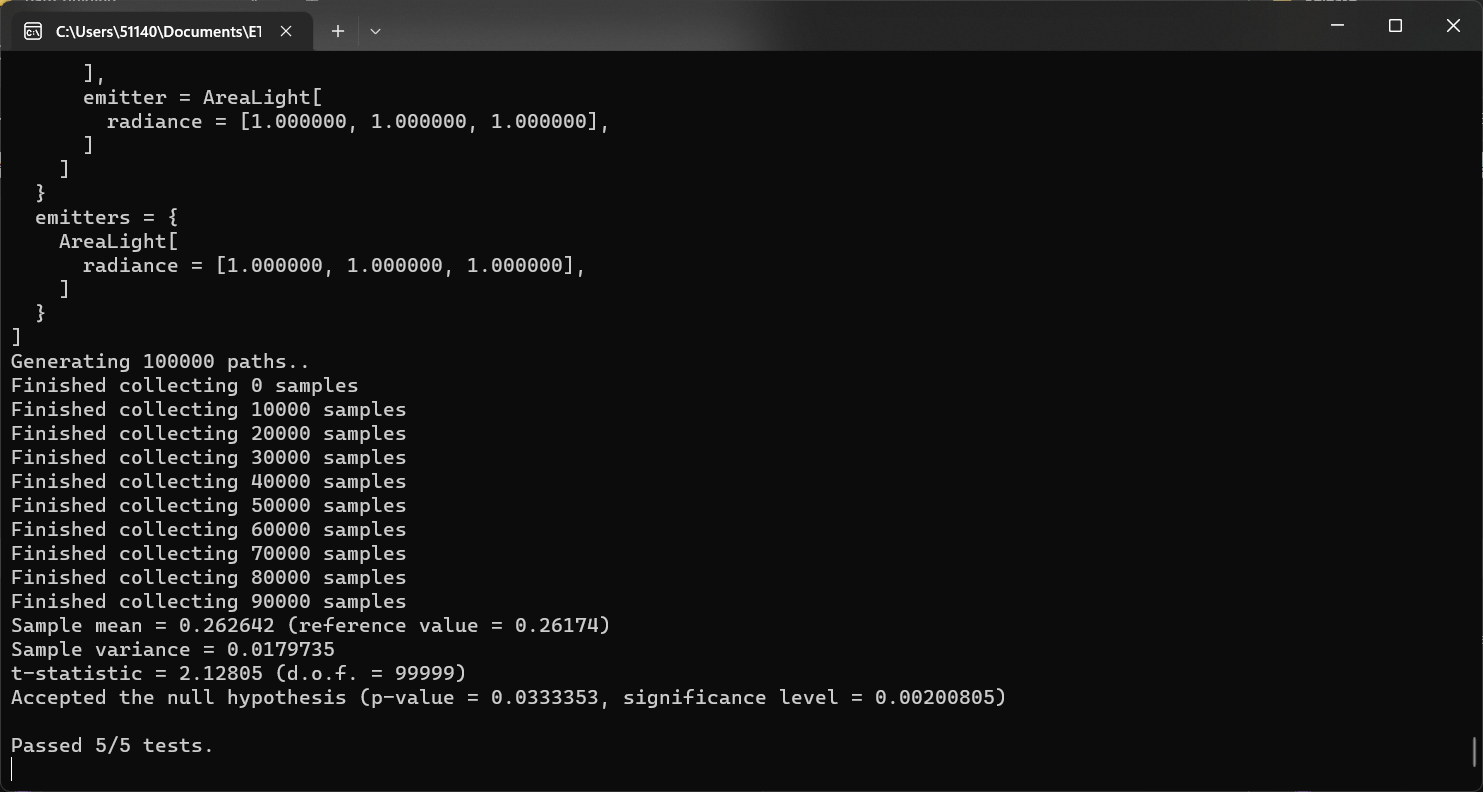 C:\Users\51140\Documents\ET
],
emitter = AreaLight[
radiance = [1.000000, 1.000000, 1.000000],
]
]
}
emitters = {
AreaLight[
radiance = [1.000000, 1.000000, 1.000000],
]
}
]
Generating 100000 paths..
Finished collecting 0 samples
Finished collecting 10000 samples
Finished collecting 20000 samples
Finished collecting 30000 samples
Finished collecting 40000 samples
Finished collecting 50000 samples
Finished collecting 60000 samples
Finished collecting 70000 samples
Finished collecting 80000 samples
Finished collecting 90000 samples
Sample mean = 0.262642 (reference value = 0.26174)
Sample variance = 0.0179735
t-statistic = 2.12805 (d.o.f. = 99999)
Accepted the null hypothesis (p-value = 0.0333353, significance level = 0.00200805)
Passed 5/5 tests.